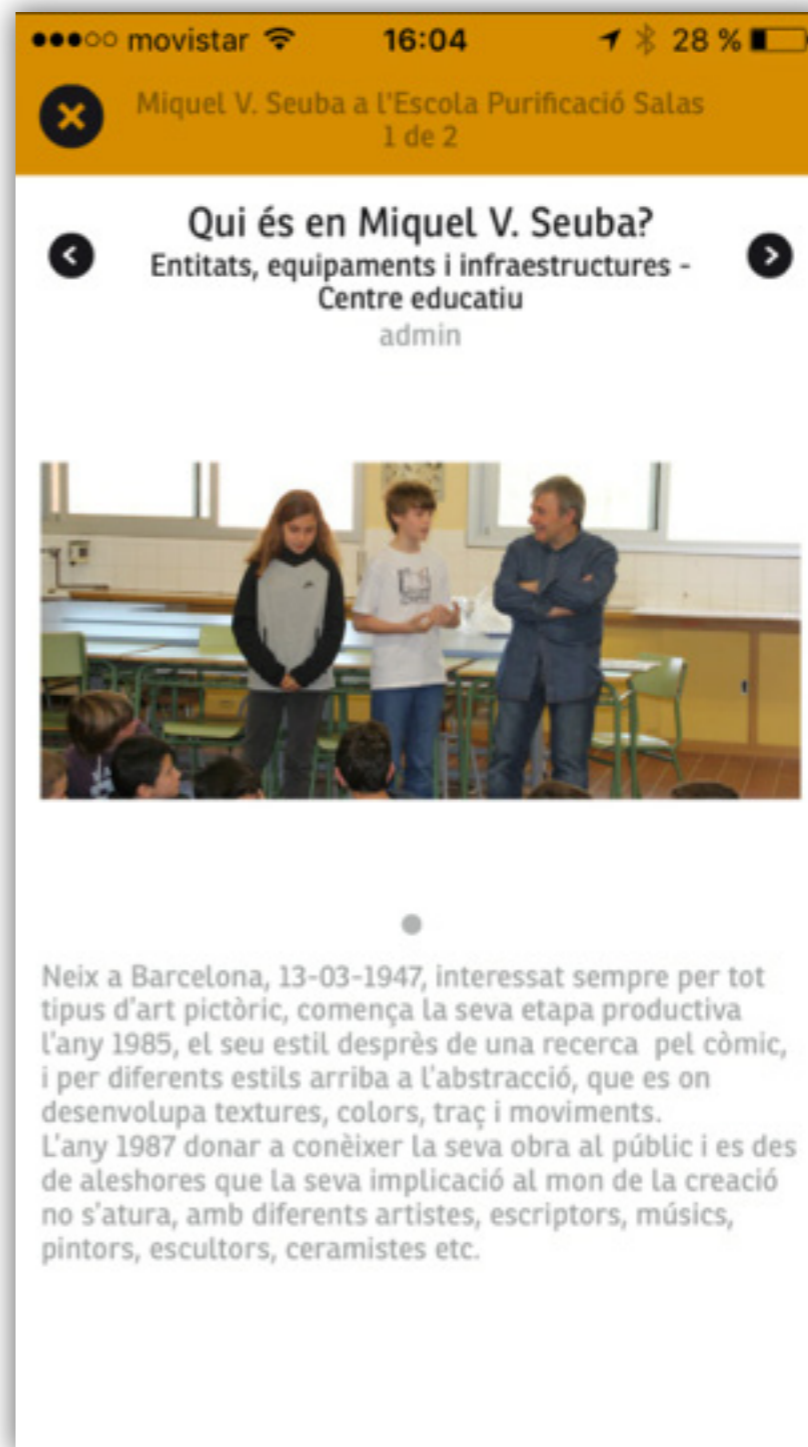 movistar 16:04 28 %
Miquel V. Seuba a l'Escola Purificació Salas
1 de 2
Qui és en Miquel V. Seuba?
Entitats, equipaments i infraestructures -
Centre educatiu
admin
Neix a Barcelona, 13-03-1947, interessat sempre per tot
tipus d'art pictòric, comença la seva etapa productiva
l'any 1985, el seu estil desprès de una recerca pel còmic,
i per diferents estils arriba a l'abstracció, que es on
desenvolupa textures, colors, traç i moviments.
L'any 1987 donar a conèixer la seva obra al públic i es des
de aleshores que la seva implicació al mon de la creació
no s'atura, amb diferents artistes, escriptors, músics,
pintors, escultors, ceramistes etc.